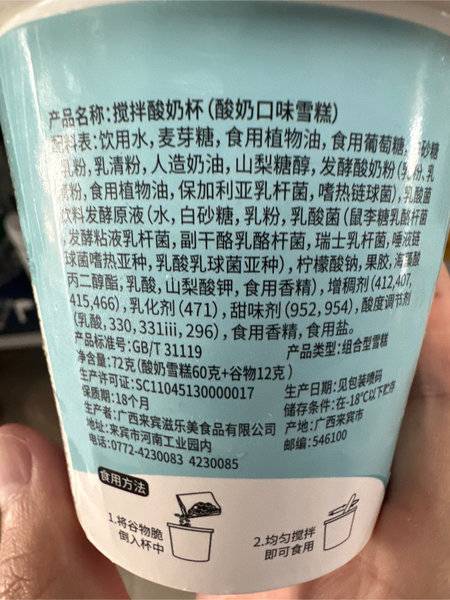 产品名称:搅拌酸奶杯(酸奶口味雪糕)
配料表:饮用水,麦芽糖,食用植物油,食用葡萄糖,白砂糖
乳粉,乳清粉,人造奶油,山梨糖醇,发酵酸奶粉(乳粉,乳
清粉,食用植物油,保加利亚乳杆菌,嗜热链球菌),乳酸菌
饮料发酵原液(水,白砂糖,乳粉,乳酸菌(鼠李糖乳酪杆菌
,发酵粘液乳杆菌,副干酪乳酪杆菌,瑞士乳杆菌,唾液链
球菌嗜热亚种,乳酸乳球菌亚种),柠檬酸钠,果胶,海藻酸
丙二醇酯,乳酸,山梨酸钾,食用香精),增稠剂(412,407,
415,466),乳化剂(471),甜味剂(952,954),酸度调节剂
(乳酸,330,331iii,296),食用香精,食用盐。
产品标准号:GB/T 31119 产品类型:组合型雪糕
净含量:72克(酸奶雪糕60克+谷物12克)
生产许可证:SC11045130000017 生产日期:见包装喷码
保质期:18个月 储存条件:在-18℃以下贮存
生产者:广西来宾滋乐美食品有限公司 产地:广西来宾市
地址:来宾市河南工业园内 邮编:546100
电话:0772-4230083 4230085
食用方法
1.将谷物脆
倒入杯中
2.均匀搅拌
即可食用